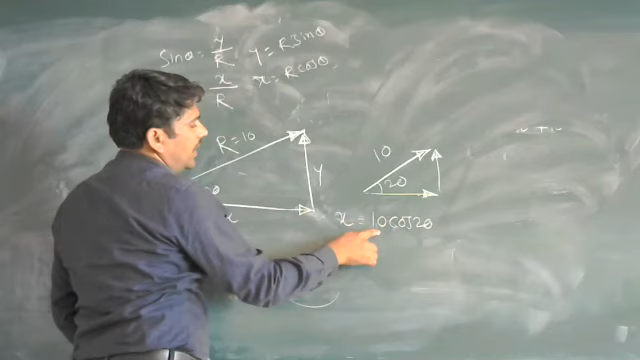 Sinθ = y/R y = R Sinθ
x/R x = R cosθ
R = 10
y
x
10
20
x = 10 cos 20